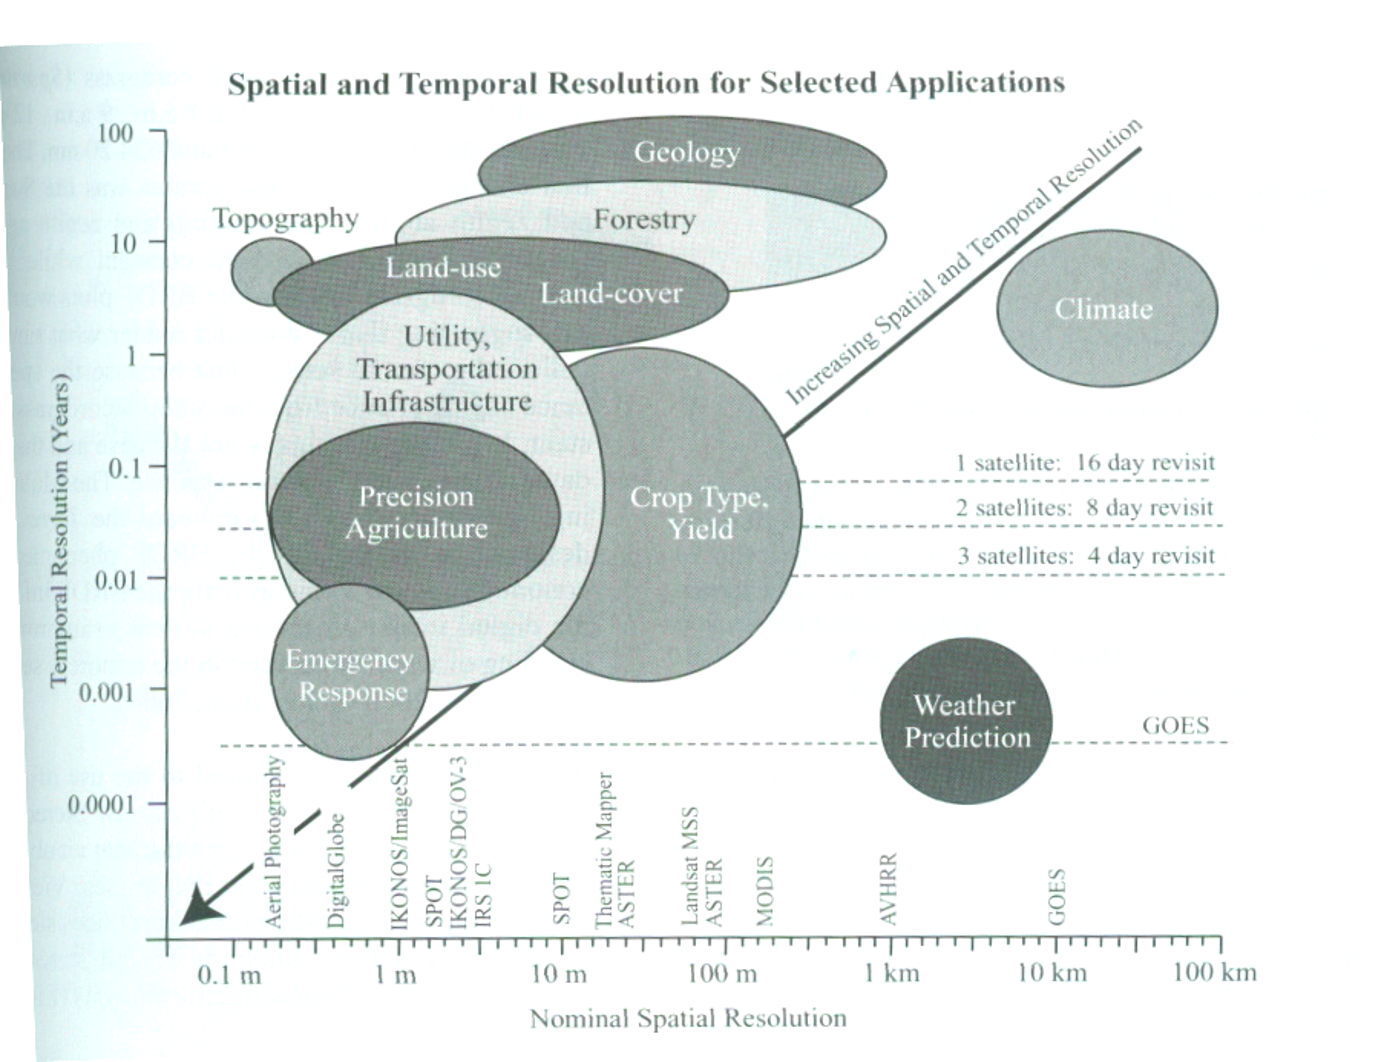 Spatial and Temporal Resolution for Selected Applications
100
10
1
0.1
0.01
0.001
0.0001
Temporal Resolution (Years)
Geology
Topography
Forestry
Land-use
Land-cover
Utility,
Transportation
Infrastructure
Climate
Increasing Spatial and Temporal Resolution
Precision
Agriculture
Crop Type,
Yield
1 satellite: 16 day revisit
2 satellites: 8 day revisit
3 satellites: 4 day revisit
Emergency
Response
Weather
Prediction
GOES
Aerial Photography
DigitalGlobe
IKONOS/ImageSat
SPOT
IKONOS/DG/OV-3
IRS 1C
SPOT
Thematic Mapper
ASTER
Landsat MSS
ASTER
MODIS
AVHRR
GOES
0.1 m
1 m
10 m
100 m
1 km
10 km
100 km
Nominal Spatial Resolution